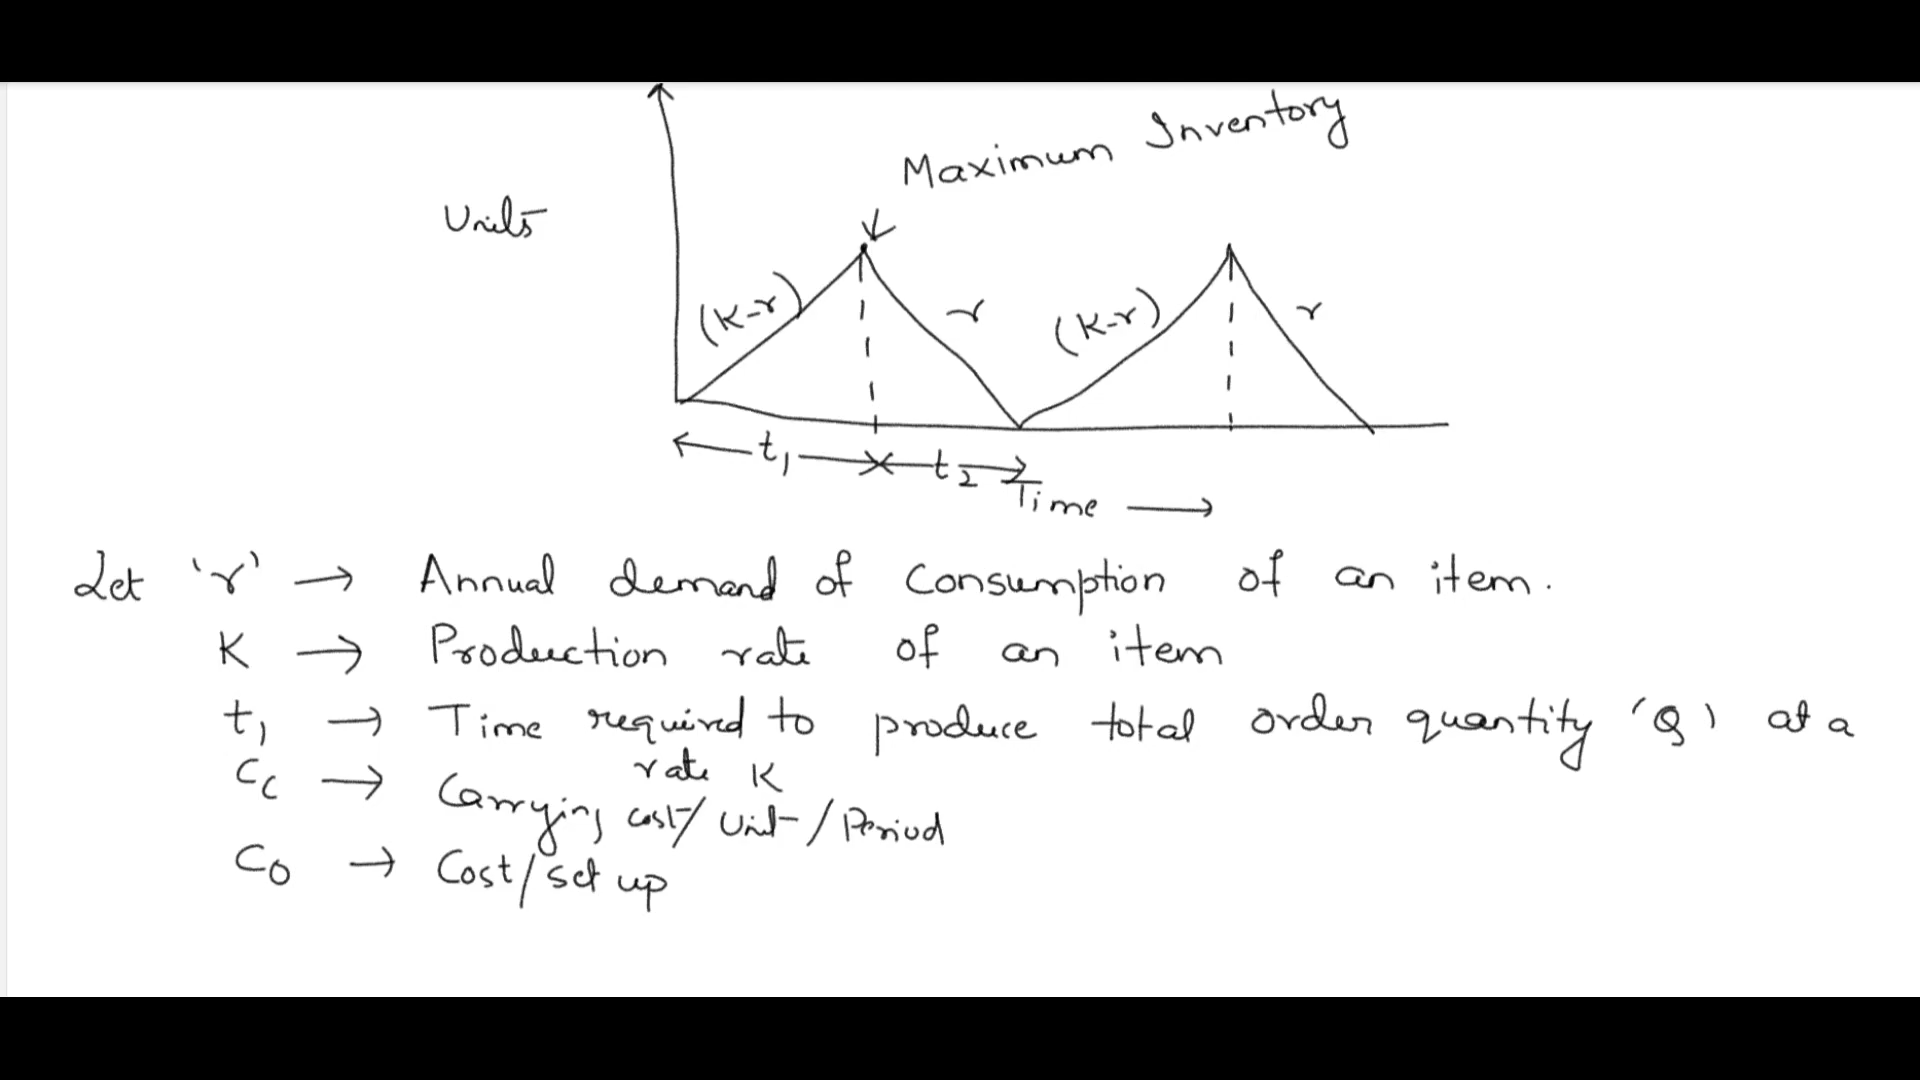 Maximum Inventory
Units
(K-r) r (K-r) r
t1 t2
Time
Let 'r' → Annual demand of Consumption of an item.
K → Production rate of an item
t1 → Time required to produce total order quantity 'Q' at a
rate K
Cc → Carrying cost/Unit/Period
Co → Cost/set up